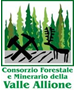 Consorzio Forestale
e Minerario della
Valle Allione